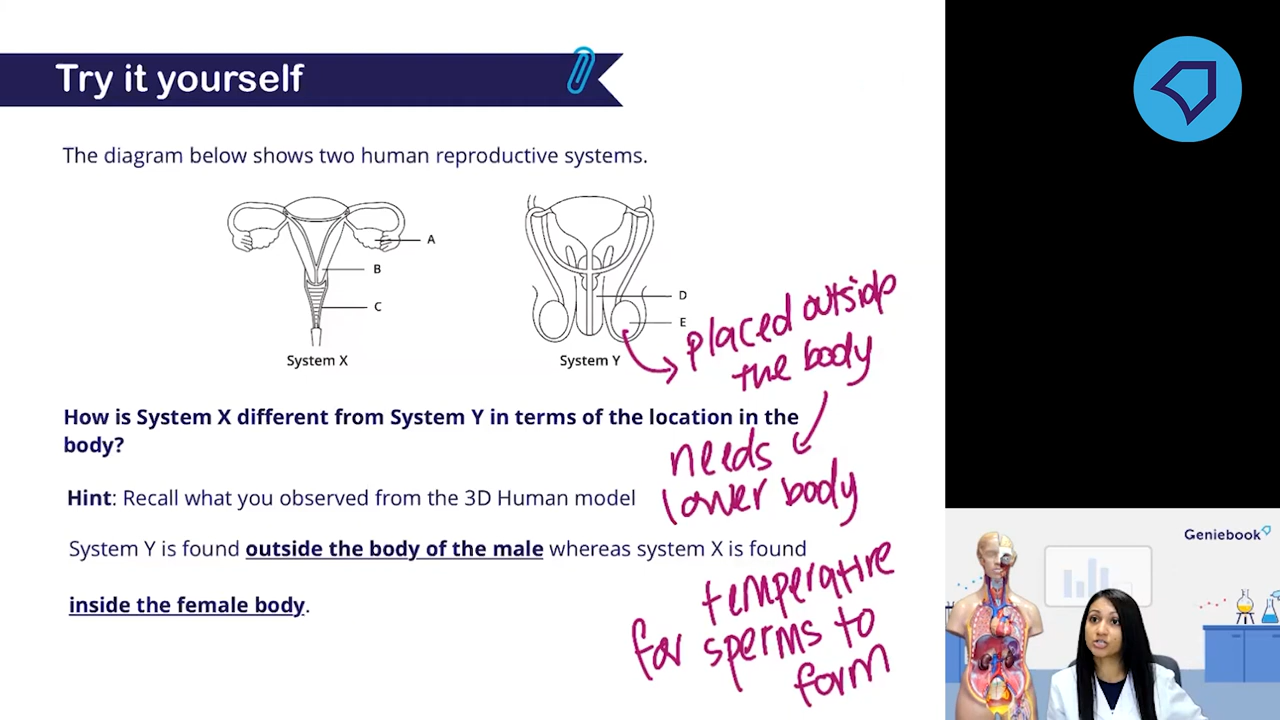 Try it yourself
The diagram below shows two human reproductive systems.
A
B
C
System X
D
E
System Y
placed outside
the body
How is System X different from System Y in terms of the location in the
body?
needs
lower body
Hint: Recall what you observed from the 3D Human model
System Y is found outside the body of the male whereas system X is found
inside the female body.
temperature
for sperms to
form
Geniebook